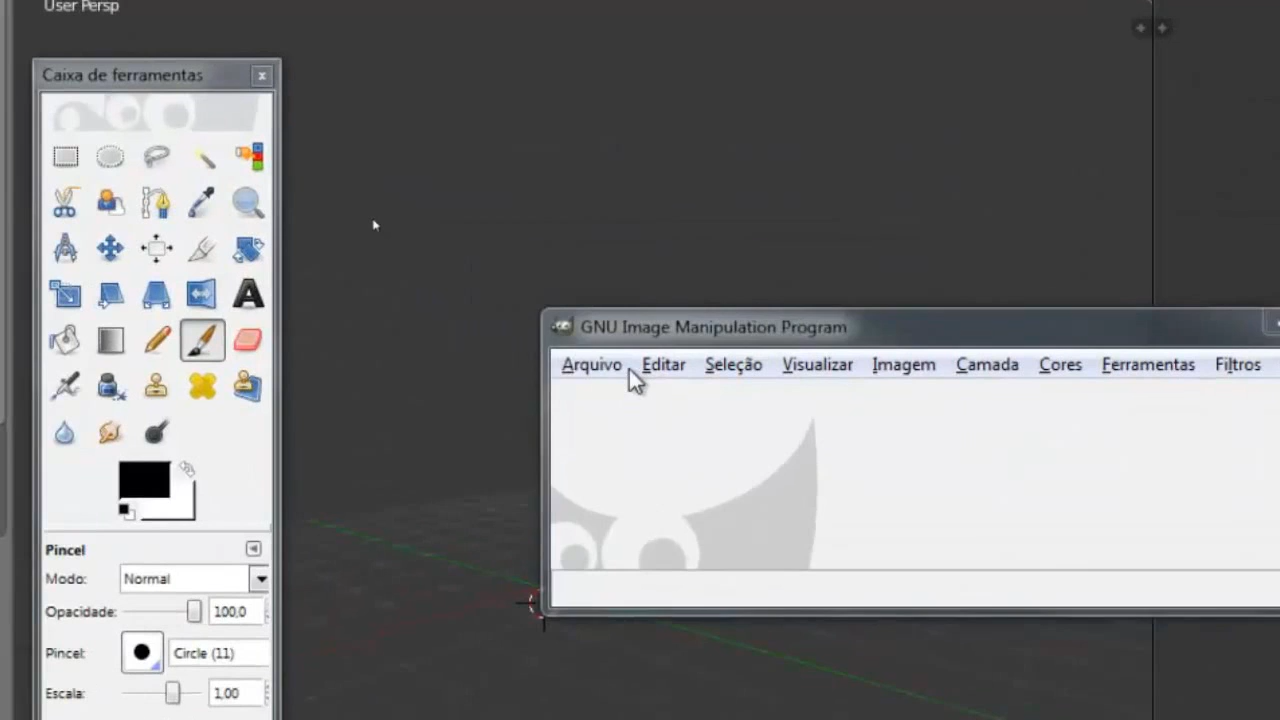 User Persp
Caixa de ferramentas
GNU Image Manipulation Program
Arquivo Editar Seleção Visualizar Imagem Camada Cores Ferramentas Filtros
Pincel
Modo: Normal
Opacidade: 100,0
Pincel: Circle (11)
Escala: 1,00